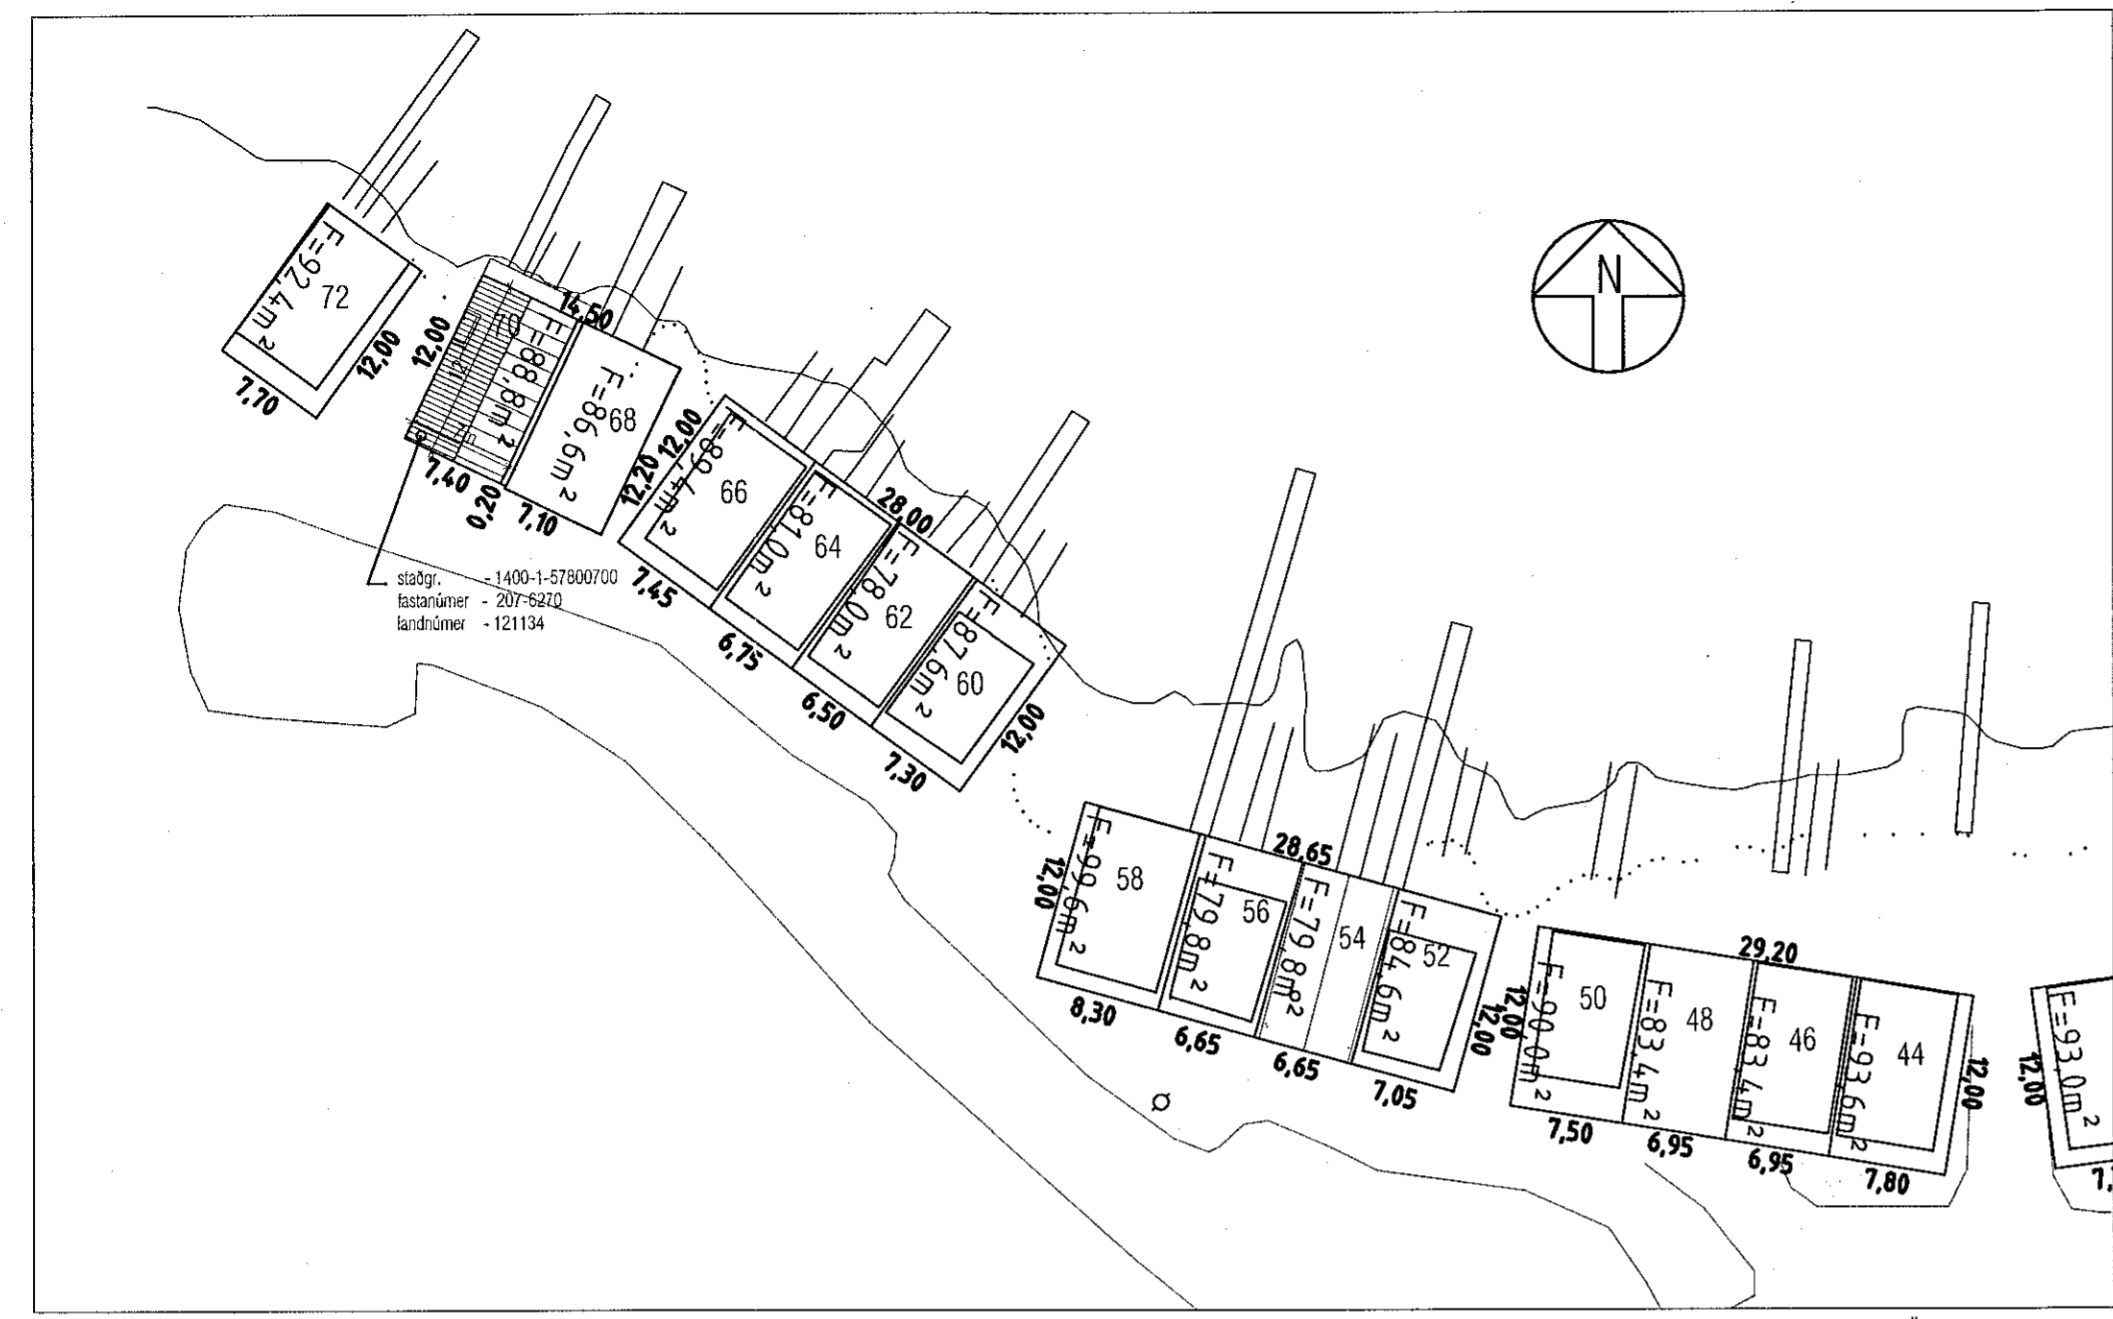 N
F=92,4m²
72
7,70
12,00
12,00
70
F=88,8m²
14,50
F=86,6m²
68
7,40
0,20
7,10
12,20
12,00
F=89,4m²
66
7,45
F=81,0m²
64
28,00
6,75
F=78,0m²
62
6,50
F=87,6m²
60
7,30
12,00
staðgr. - 1400-1-57800700
fastanúmer - 207-6270
landnúmer - 121134
F=99,6m²
58
12,00
8,30
F=79,8m²
56
6,65
28,65
F=79,8m²
54
6,65
F=84,6m²
52
7,05
12,00
12,00
F=90,0m²
50
7,50
29,20
F=83,4m²
48
6,95
F=83,4m²
46
6,95
F=93,6m²
44
7,80
12,00
12,00
F=93,0m²